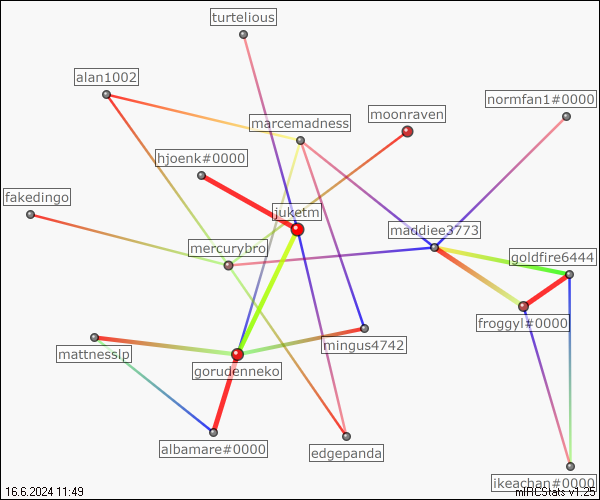 turtelious
alan1002
normfan1#0000
moonraven
marcemadness
hjoenk#0000
fakedingo
juketm
maddiee3773
mercurybro
goldfire6444
froggyl#0000
mingus4742
mattnesslp
gorudenneko
albamare#0000
edgepanda
ikeachan#0000
16.6.2024 11:49
mIRCStats v1.25